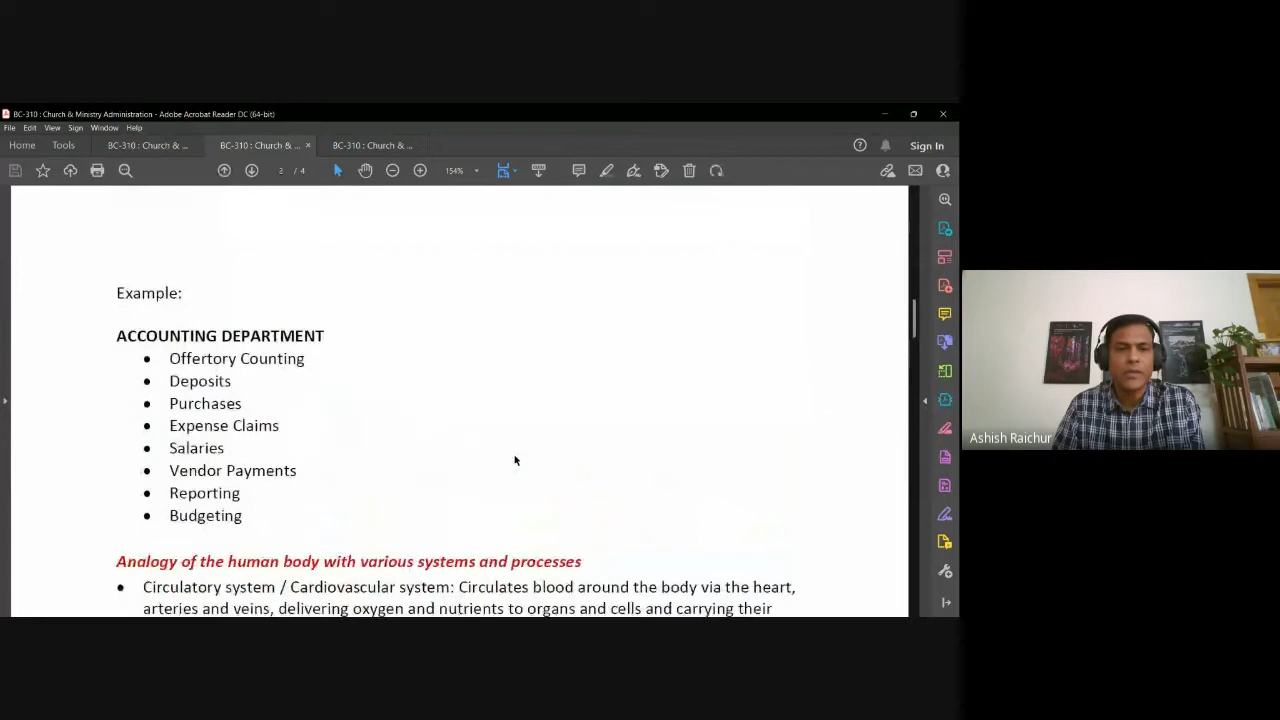 BC-310 : Church & Ministry Administration - Adobe Acrobat Reader DC (64-bit)
File Edit View Sign Window Help
Home Tools BC-310 : Church & ... BC-310 : Church & ... × BC-310 : Church & ... Sign In
2 / 4 154%
Example:
ACCOUNTING DEPARTMENT
• Offertory Counting
• Deposits
• Purchases
• Expense Claims
• Salaries
• Vendor Payments
• Reporting
• Budgeting
Analogy of the human body with various systems and processes
• Circulatory system / Cardiovascular system: Circulates blood around the body via the heart,
arteries and veins, delivering oxygen and nutrients to organs and cells and carrying their
Ashish Raichur